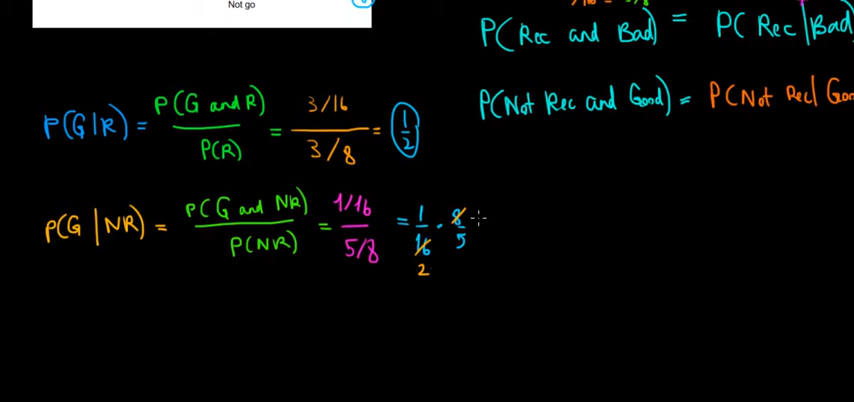 Not go
P(Rec and Bad) = P(Rec|Bad)
P(Not Rec and Good) = P(Not Rec|Goo
P(G|R) = P(G and R) / P(R) = 3/16 / 3/8 = 1/2
P(G|NR) = P(G and NR) / P(NR) = 1/16 / 5/8 = 1/16 · 8/5
2